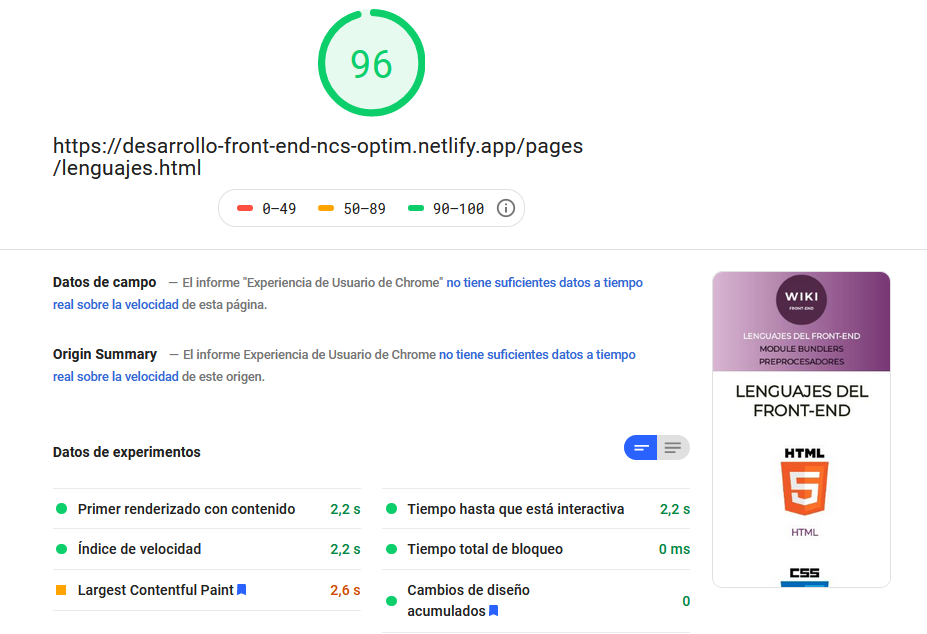 96
https://desarrollo-front-end-ncs-optim.netlify.app/pages
/lenguajes.html
0–49
50–89
90–100
Datos de campo — El informe "Experiencia de Usuario de Chrome" no tiene suficientes datos a tiempo
real sobre la velocidad de esta página.
Origin Summary — El informe Experiencia de Usuario de Chrome no tiene suficientes datos a tiempo
real sobre la velocidad de este origen.
Datos de experimentos
Primer renderizado con contenido 2,2 s
Índice de velocidad 2,2 s
Largest Contentful Paint 2,6 s
Tiempo hasta que está interactiva 2,2 s
Tiempo total de bloqueo 0 ms
Cambios de diseño
acumulados 0
WIKI
FRONT-END
LENGUAJES DEL FRONT-END
MODULE BUNDLERS
PREPROCESADORES
LENGUAJES DEL
FRONT-END
HTML
5
HTML
CSS